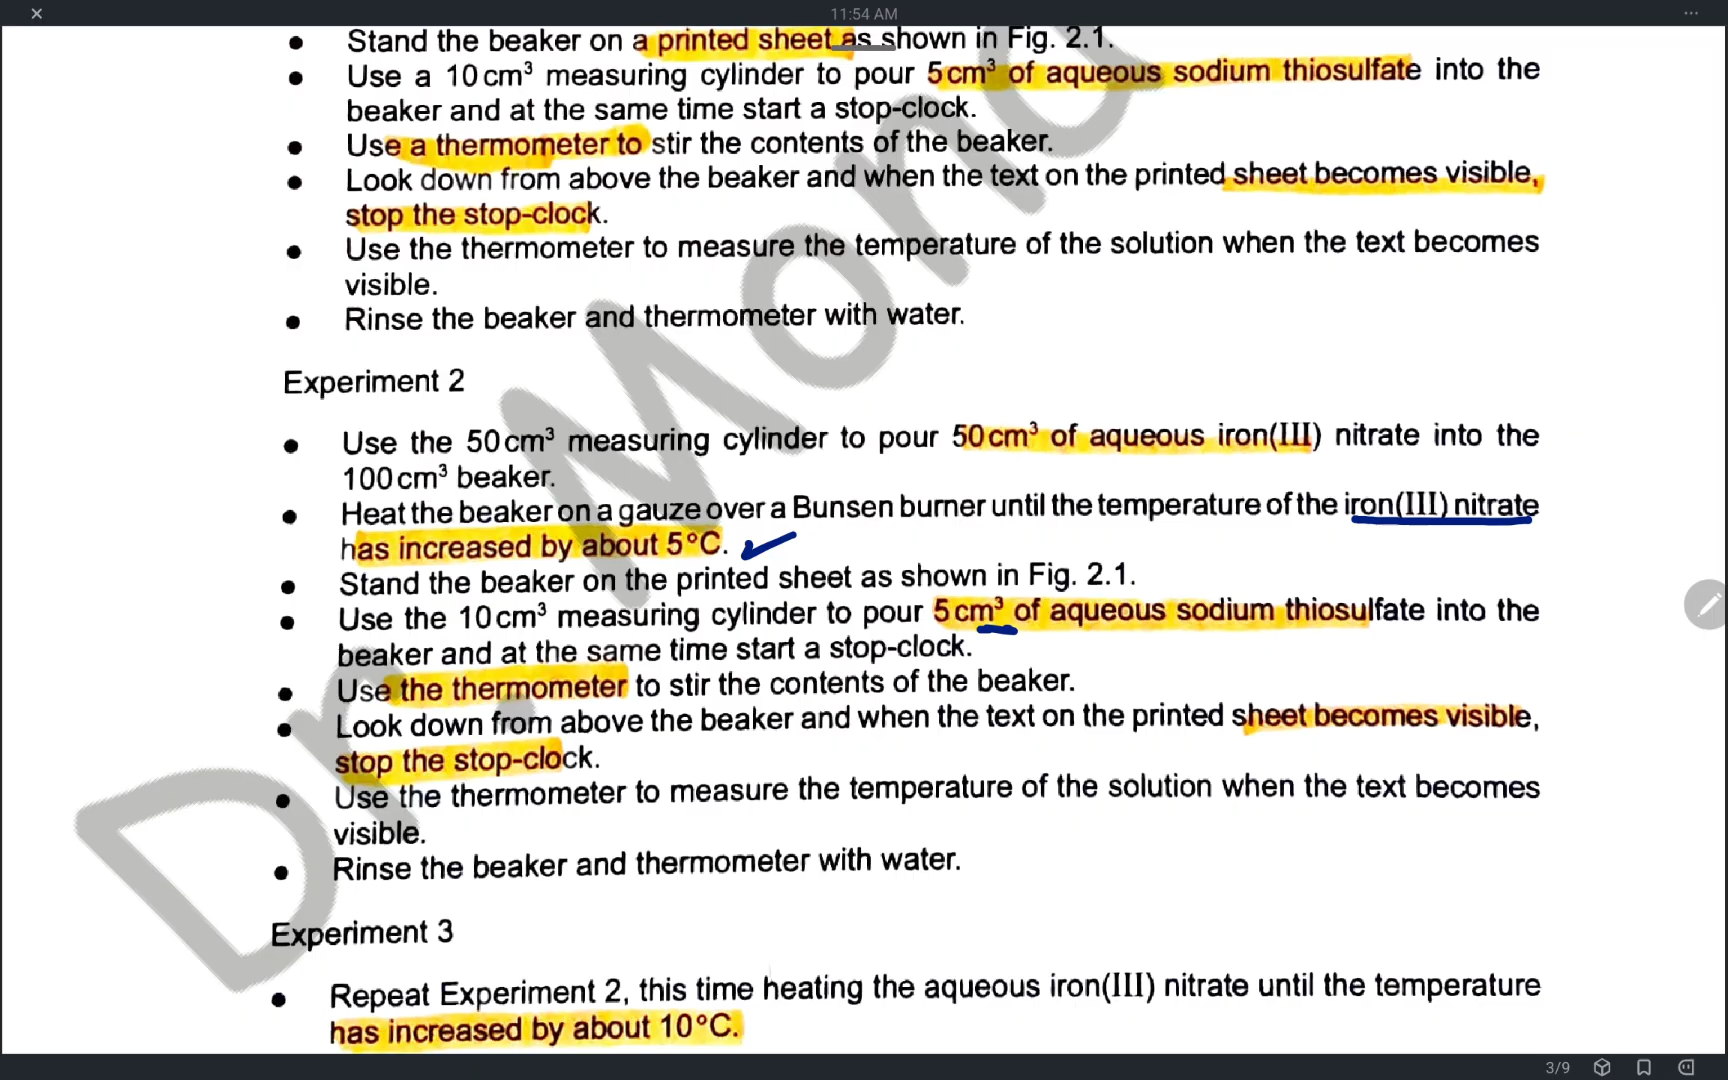 11:54 AM
Stand the beaker on a printed sheet as shown in Fig. 2.1.
Use a 10 cm³ measuring cylinder to pour 5 cm³ of aqueous sodium thiosulfate into the
beaker and at the same time start a stop-clock.
Use a thermometer to stir the contents of the beaker.
Look down from above the beaker and when the text on the printed sheet becomes visible,
stop the stop-clock.
Use the thermometer to measure the temperature of the solution when the text becomes
visible.
Rinse the beaker and thermometer with water.
Experiment 2
Use the 50 cm³ measuring cylinder to pour 50 cm³ of aqueous iron(III) nitrate into the
100 cm³ beaker.
Heat the beaker on a gauze over a Bunsen burner until the temperature of the iron(III) nitrate
has increased by about 5°C.
Stand the beaker on the printed sheet as shown in Fig. 2.1.
Use the 10 cm³ measuring cylinder to pour 5 cm³ of aqueous sodium thiosulfate into the
beaker and at the same time start a stop-clock.
Use the thermometer to stir the contents of the beaker.
Look down from above the beaker and when the text on the printed sheet becomes visible,
stop the stop-clock.
Use the thermometer to measure the temperature of the solution when the text becomes
visible.
Rinse the beaker and thermometer with water.
Experiment 3
Repeat Experiment 2, this time heating the aqueous iron(III) nitrate until the temperature
has increased by about 10°C.
Dr. Mona
3/9